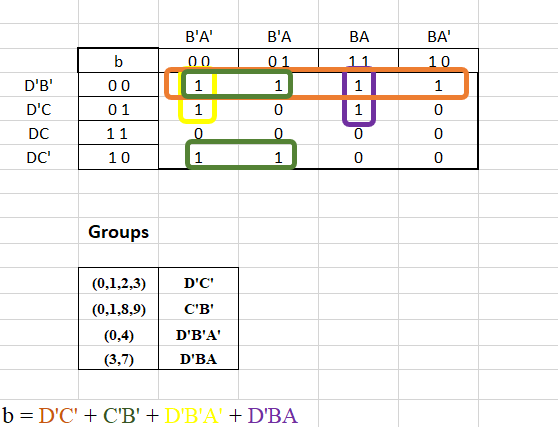 B'A' B'A BA BA'
b 0 0 0 1 1 1 1 0
D'B' 0 0 1 1 1 1
D'C 0 1 1 0 1 0
DC 1 1 0 0 0 0
DC' 1 0 1 1 0 0
Groups
(0,1,2,3) D'C'
(0,1,8,9) C'B'
(0,4) D'B'A'
(3,7) D'BA
b = D'C' + C'B' + D'B'A' + D'BA